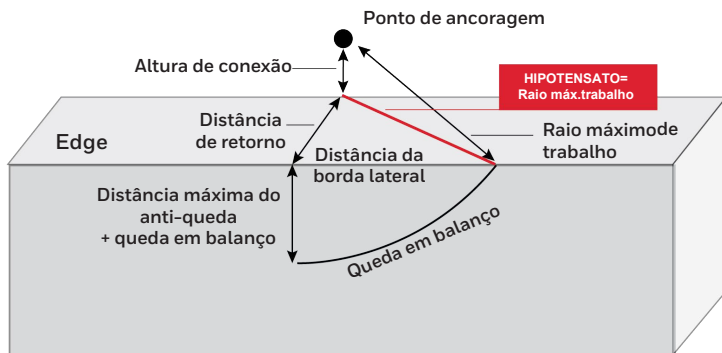 Ponto de ancoragem
Altura de conexão
HIPOTENSATO=
Raio máx.trabalho
Edge
Distância
de retorno
Raio máximode
trabalho
Distância da
borda lateral
Distância máxima do
anti-queda
+ queda em balanço
Queda em balanço